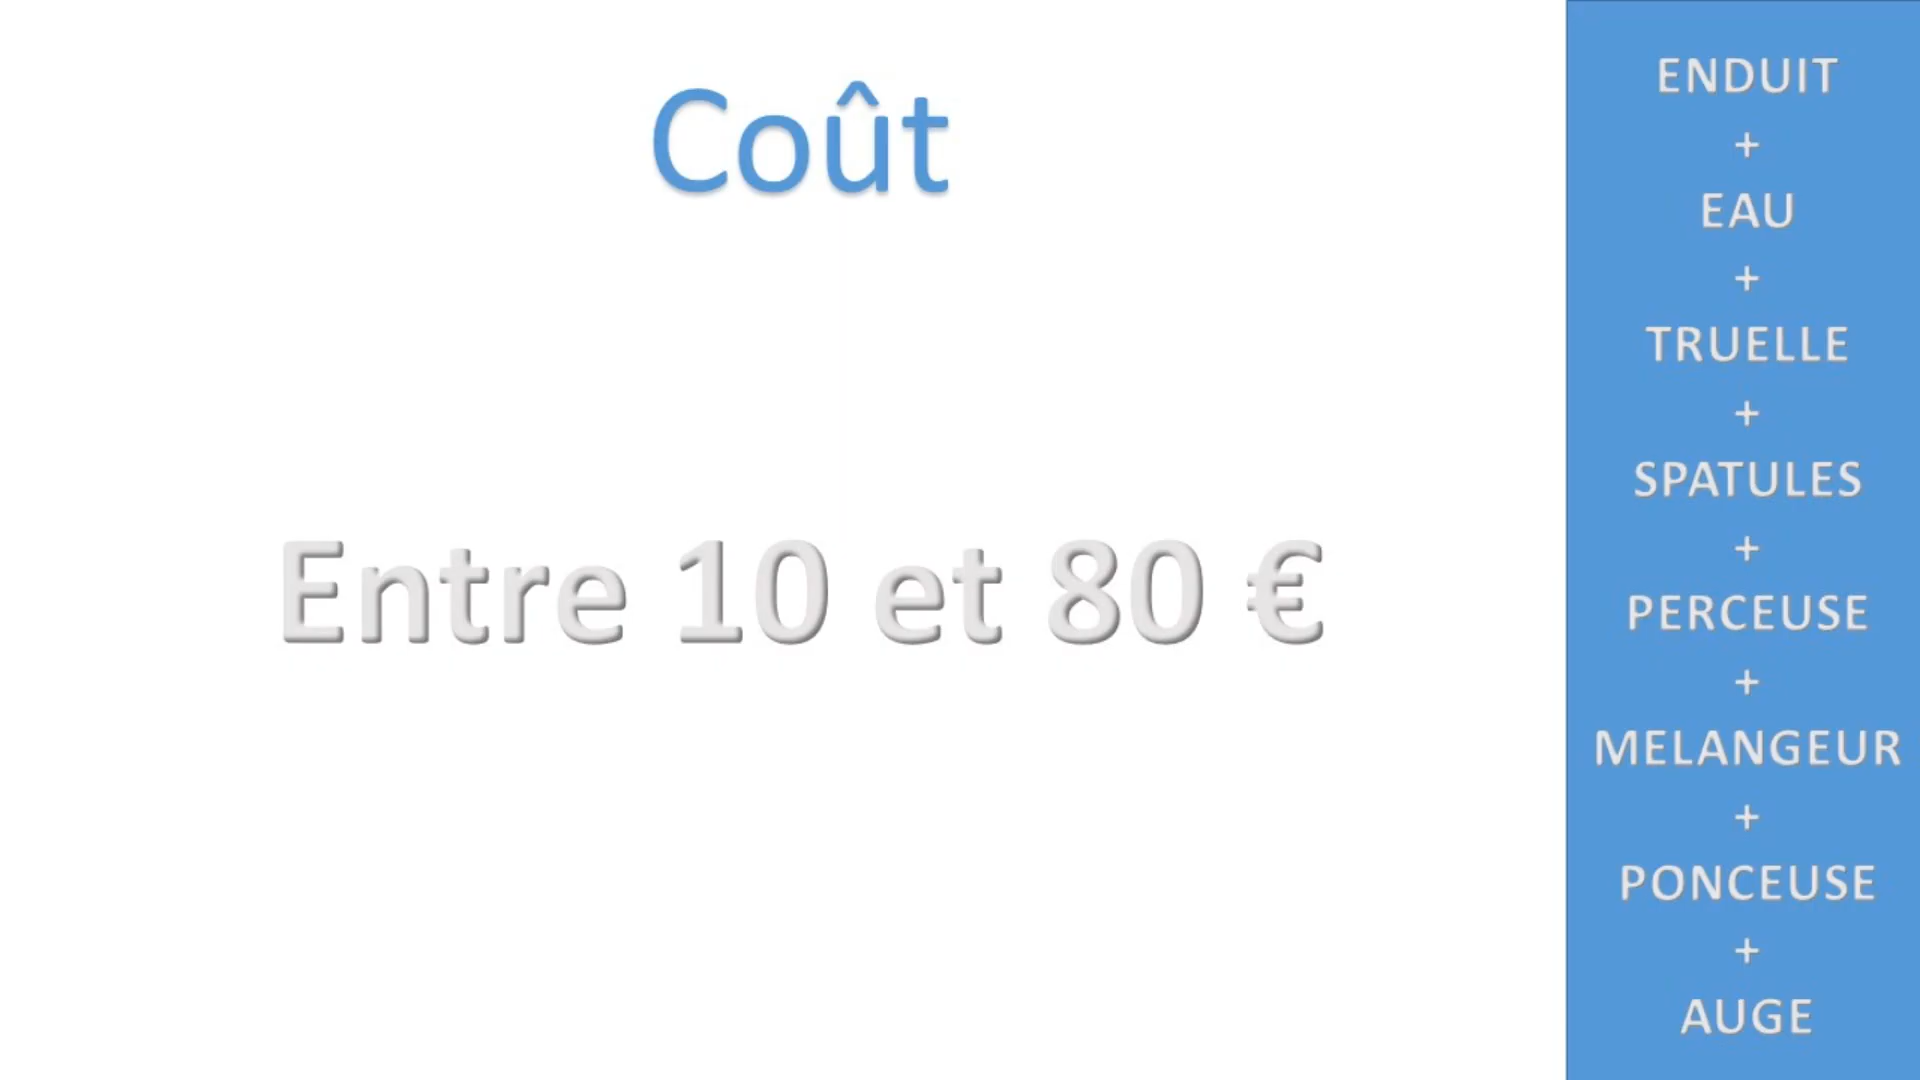 Coût
Entre 10 et 80 €
ENDUIT
+
EAU
+
TRUELLE
+
SPATULES
+
PERCEUSE
+
MELANGEUR
+
PONCEUSE
+
AUGE